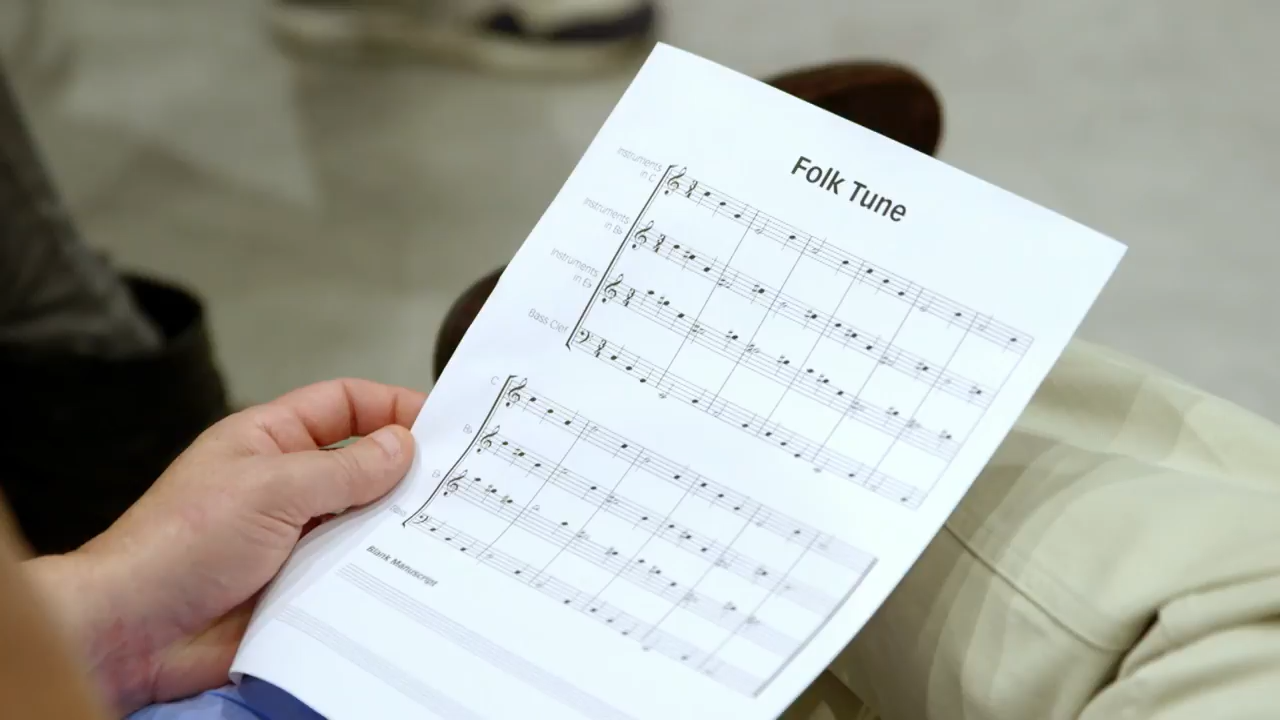 Folk Tune
Instruments
in C
Instruments
in B♭
Instruments
in E♭
Bass Clef
C
B♭
E♭
Bass
Blank Manuscript